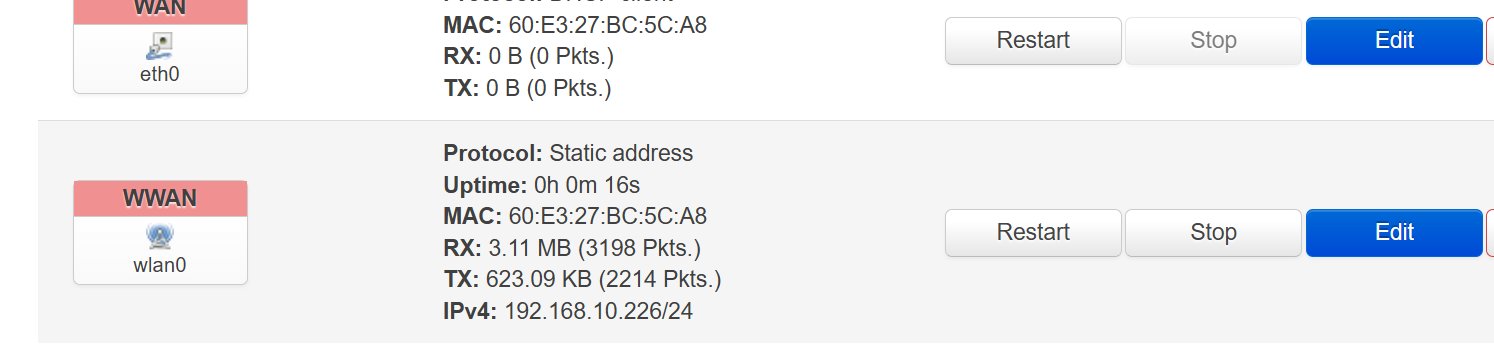 WAN
eth0
Protocol: DHCP client
MAC: 60:E3:27:BC:5C:A8
RX: 0 B (0 Pkts.)
TX: 0 B (0 Pkts.)
Restart
Stop
Edit
WWAN
wlan0
Protocol: Static address
Uptime: 0h 0m 16s
MAC: 60:E3:27:BC:5C:A8
RX: 3.11 MB (3198 Pkts.)
TX: 623.09 KB (2214 Pkts.)
IPv4: 192.168.10.226/24
Restart
Stop
Edit